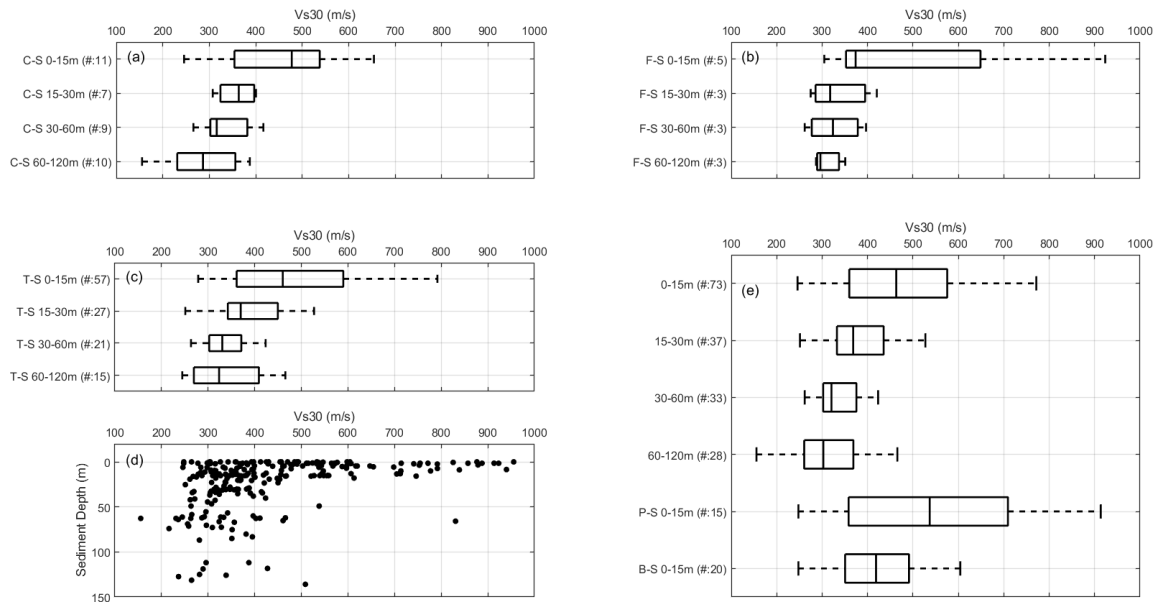 Vs30 (m/s)
100 200 300 400 500 600 700 800 900 1000
(a)
C-S 0-15m (#:11)
C-S 15-30m (#:7)
C-S 30-60m (#:9)
C-S 60-120m (#:10)
Vs30 (m/s)
100 200 300 400 500 600 700 800 900 1000
(b)
F-S 0-15m (#:5)
F-S 15-30m (#:3)
F-S 30-60m (#:3)
F-S 60-120m (#:3)
Vs30 (m/s)
100 200 300 400 500 600 700 800 900 1000
(c)
T-S 0-15m (#:57)
T-S 15-30m (#:27)
T-S 30-60m (#:21)
T-S 60-120m (#:15)
Vs30 (m/s)
100 200 300 400 500 600 700 800 900 1000
(d)
Sediment Depth (m)
0
50
100
150
Vs30 (m/s)
100 200 300 400 500 600 700 800 900 1000
(e)
0-15m (#:73)
15-30m (#:37)
30-60m (#:33)
60-120m (#:28)
P-S 0-15m (#:15)
B-S 0-15m (#:20)